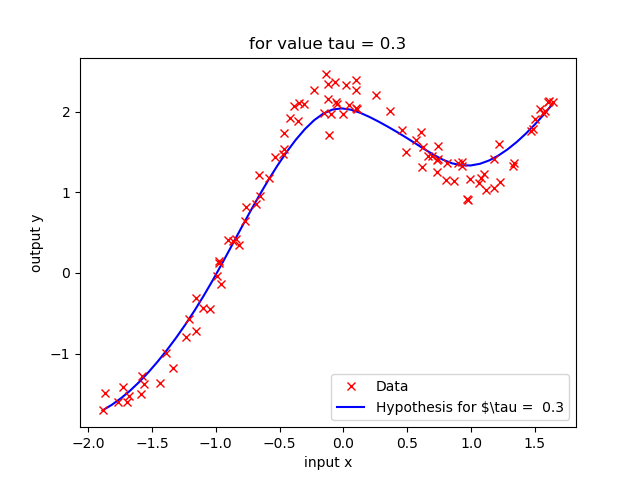 for value tau = 0.3
output y
2
1
0
−1
−2.0 −1.5 −1.0 −0.5 0.0 0.5 1.0 1.5
input x
Data
Hypothesis for $\tau = 0.3